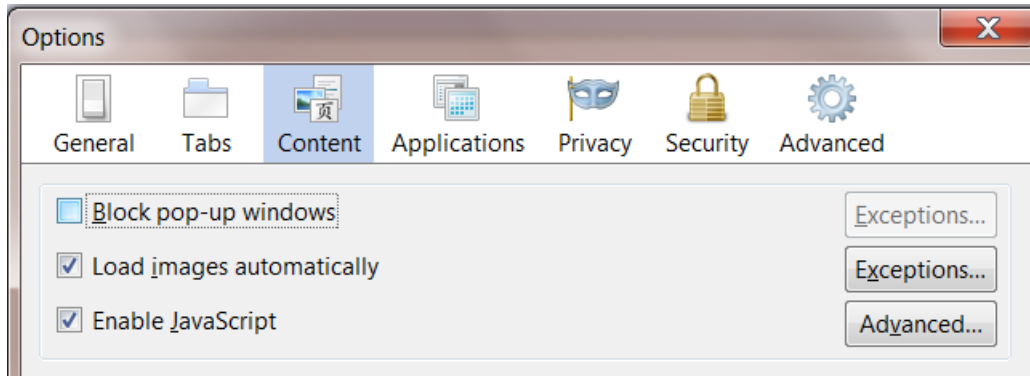 Options
页
General Tabs Content Applications Privacy Security Advanced
Block pop-up windows Exceptions...
Load images automatically Exceptions...
Enable JavaScript Advanced...